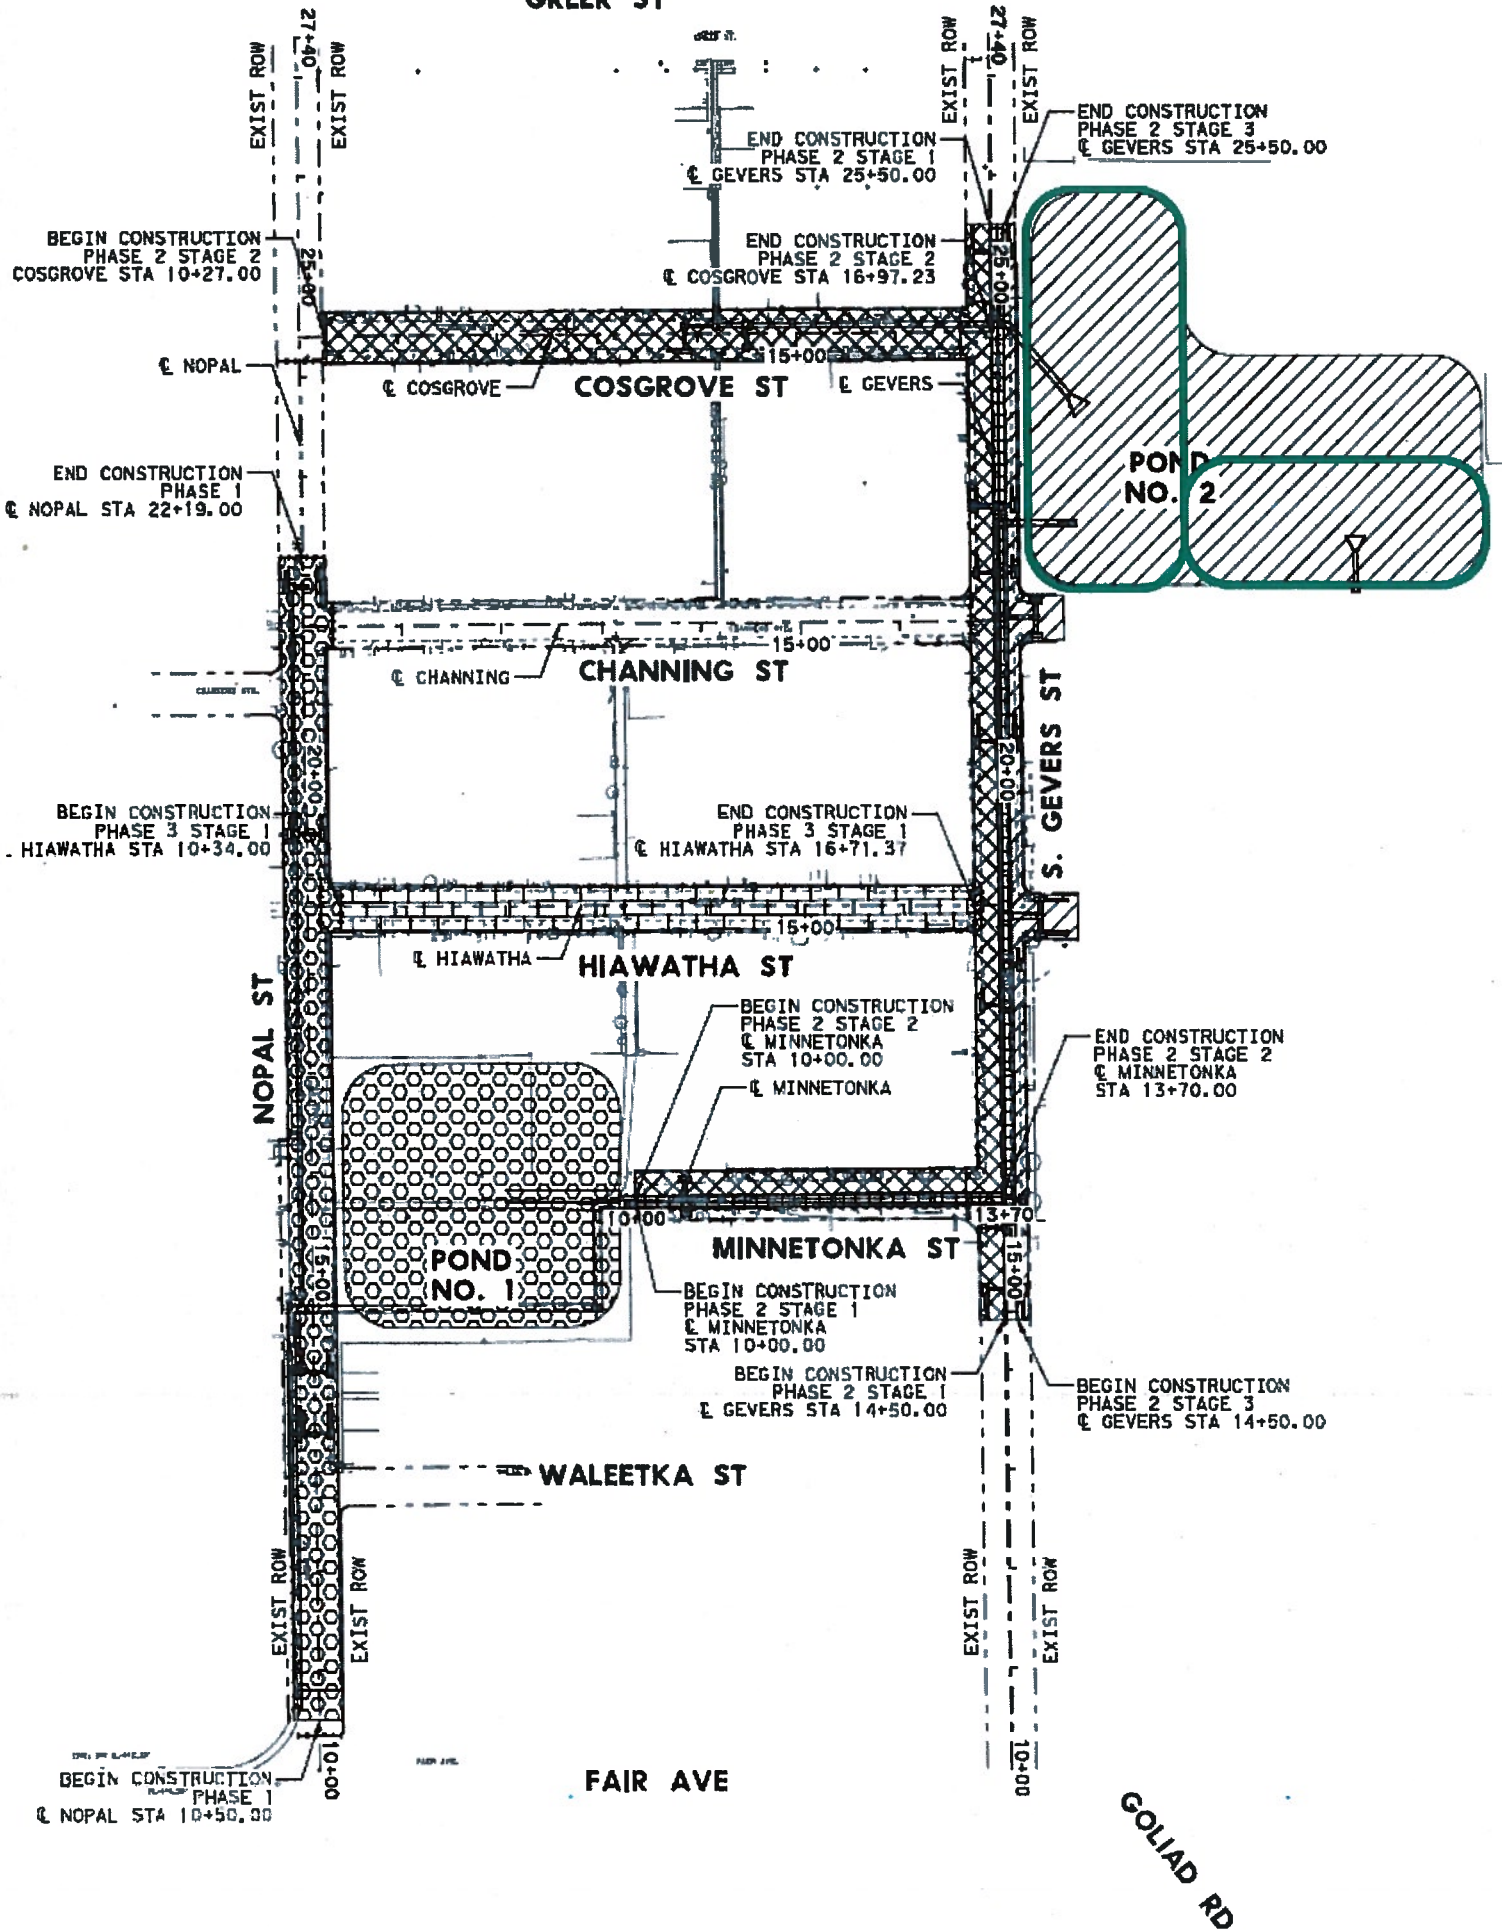 GREER ST
27+40
EXIST ROW
EXIST ROW
27+40
EXIST ROW
EXIST ROW
END CONSTRUCTION
PHASE 2 STAGE 1
℄ GEVERS STA 25+50.00
END CONSTRUCTION
PHASE 2 STAGE 3
℄ GEVERS STA 25+50.00
BEGIN CONSTRUCTION
PHASE 2 STAGE 2
COSGROVE STA 10+27.00
25+00
END CONSTRUCTION
PHASE 2 STAGE 2
℄ COSGROVE STA 16+97.23
25+00
℄ NOPAL
15+00
℄ COSGROVE
COSGROVE ST
℄ GEVERS
END CONSTRUCTION
PHASE 1
℄ NOPAL STA 22+19.00
POND
NO. 2
15+00
℄ CHANNING
CHANNING ST
S. GEVERS ST
20+00
20+00
BEGIN CONSTRUCTION
PHASE 3 STAGE 1
HIAWATHA STA 10+34.00
END CONSTRUCTION
PHASE 3 STAGE 1
℄ HIAWATHA STA 16+71.37
15+00
℄ HIAWATHA
HIAWATHA ST
NOPAL ST
BEGIN CONSTRUCTION
PHASE 2 STAGE 2
℄ MINNETONKA
STA 10+00.00
℄ MINNETONKA
END CONSTRUCTION
PHASE 2 STAGE 2
℄ MINNETONKA
STA 13+70.00
10+00
13+70
MINNETONKA ST
POND
NO. 1
15+00
15+00
BEGIN CONSTRUCTION
PHASE 2 STAGE 1
℄ MINNETONKA
STA 10+00.00
BEGIN CONSTRUCTION
PHASE 2 STAGE 1
℄ GEVERS STA 14+50.00
BEGIN CONSTRUCTION
PHASE 2 STAGE 3
℄ GEVERS STA 14+50.00
WALEETKA ST
EXIST ROW
EXIST ROW
EXIST ROW
EXIST ROW
10+00
10+00
BEGIN CONSTRUCTION
PHASE 1
℄ NOPAL STA 10+50.00
FAIR AVE
GOLIAD RD